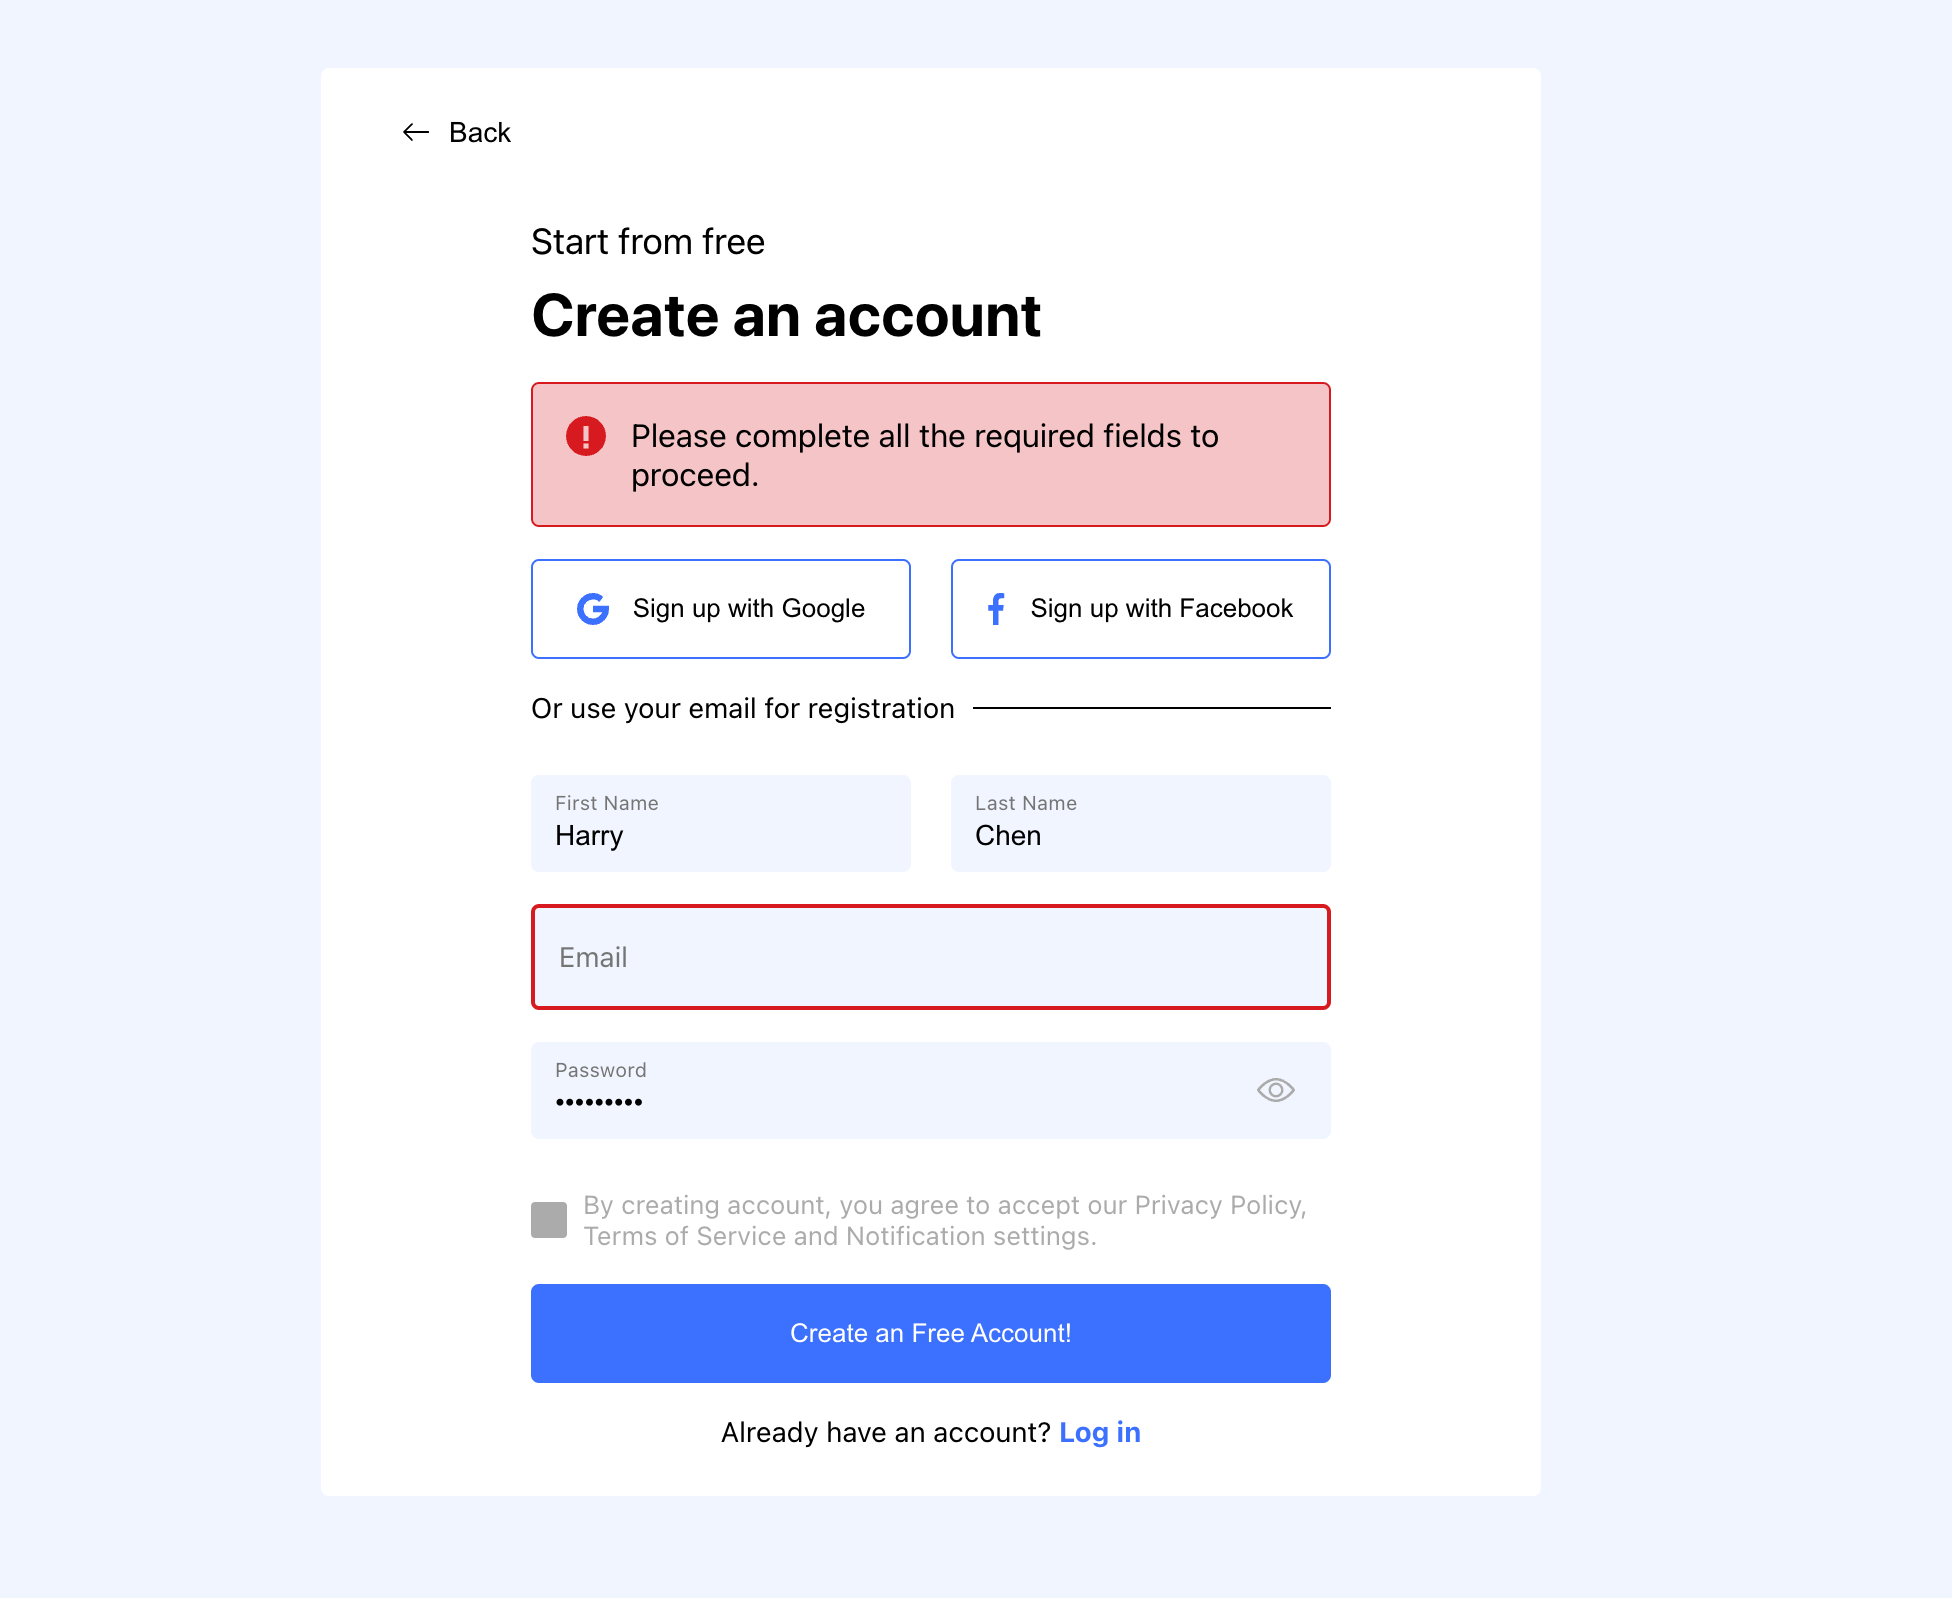 Back
Start from free
Create an account
Please complete all the required fields to
proceed.
Sign up with Google
Sign up with Facebook
Or use your email for registration
First Name
Harry
Last Name
Chen
Email
Password
•••••••••
By creating account, you agree to accept our Privacy Policy,
Terms of Service and Notification settings.
Create an Free Account!
Already have an account? Log in